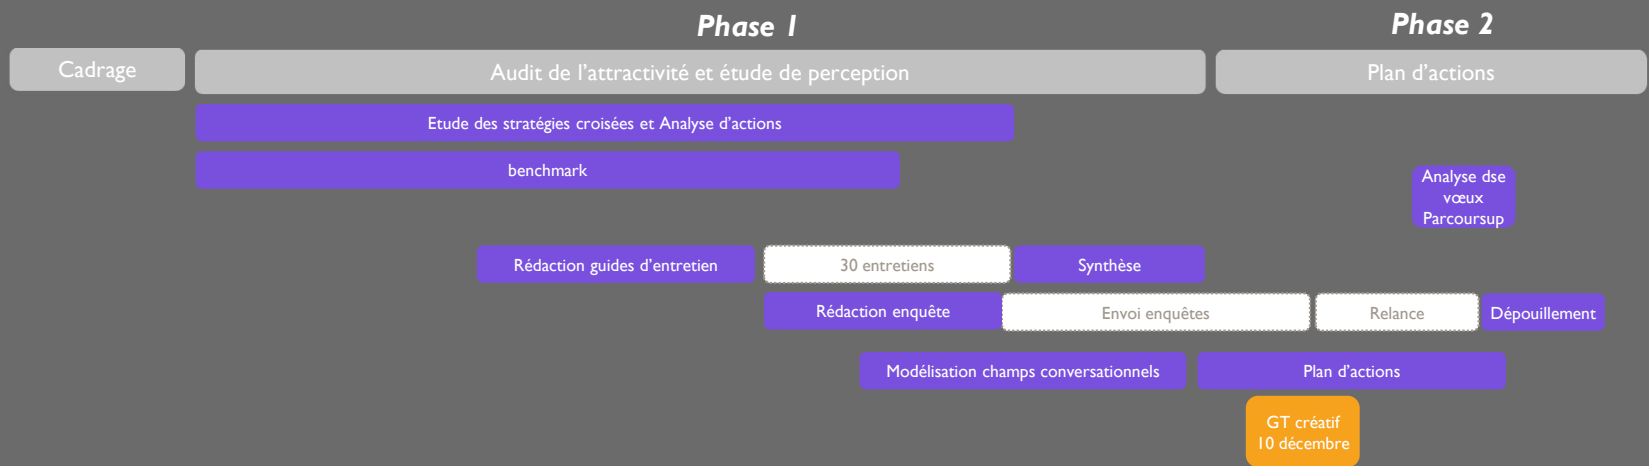 Phase 1
Phase 2
Cadrage
Audit de l'attractivité et étude de perception
Plan d'actions
Etude des stratégies croisées et Analyse d'actions
benchmark
Analyse dse
vœux
Parcoursup
Rédaction guides d'entretien
30 entretiens
Synthèse
Rédaction enquête
Envoi enquêtes
Relance
Dépouillement
Modélisation champs conversationnels
Plan d'actions
GT créatif
10 décembre